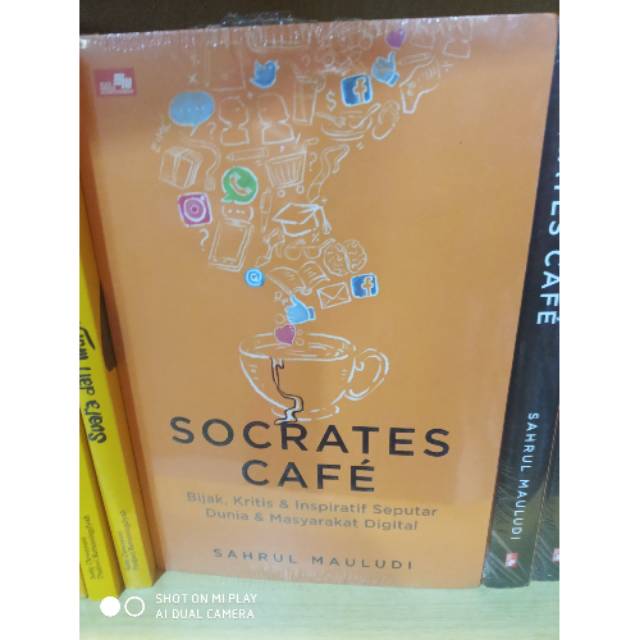 SOCRATES
CAFÉ
Bijak, Kritis & Inspiratif Seputar
Dunia & Masyarakat Digital
SAHRUL MAULUDI
CAFÉ
SAHRUL MAULUDI
SHOT ON MI PLAY
AI DUAL CAMERA